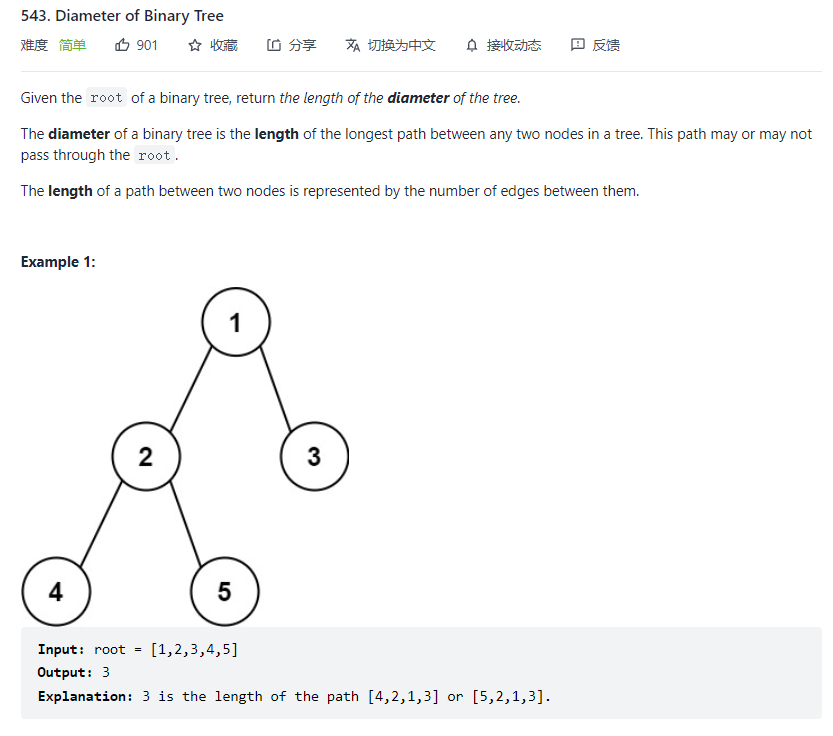 543. Diameter of Binary Tree
难度 简单 901 收藏 分享 切换为中文 接收动态 反馈
Given the root of a binary tree, return the length of the diameter of the tree.
The diameter of a binary tree is the length of the longest path between any two nodes in a tree. This path may or may not
pass through the root.
The length of a path between two nodes is represented by the number of edges between them.
Example 1:
1
2 3
4 5
Input: root = [1,2,3,4,5]
Output: 3
Explanation: 3 is the length of the path [4,2,1,3] or [5,2,1,3].